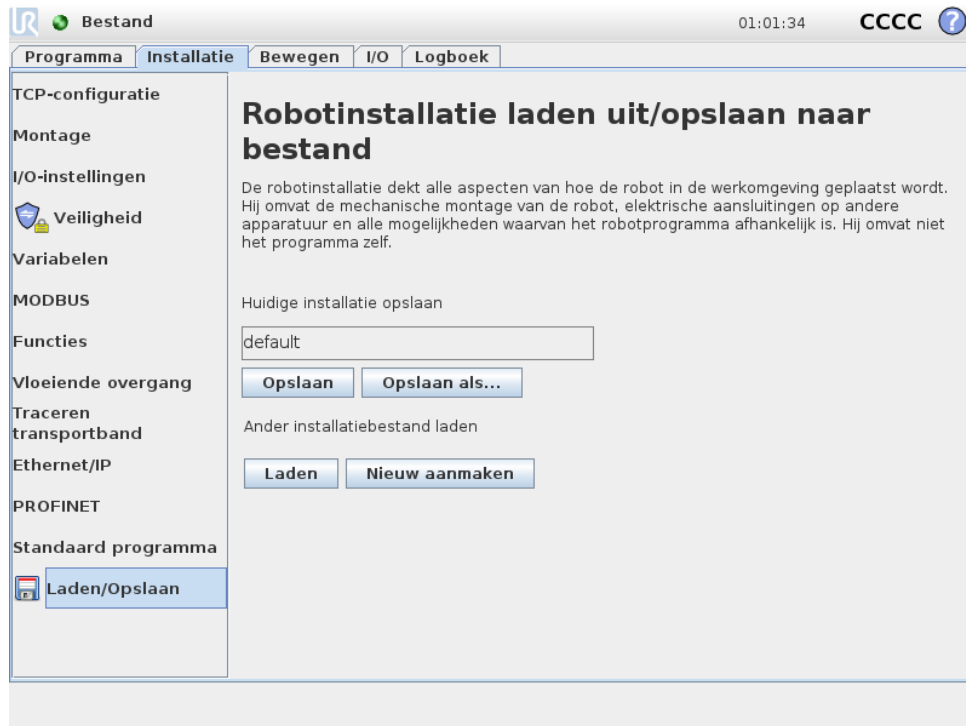 UR
Bestand
01:01:34
CCCC
?
Programma
Installatie
Bewegen
I/O
Logboek
TCP-configuratie
Montage
I/O-instellingen
Veiligheid
Variabelen
MODBUS
Functies
Vloeiende overgang
Traceren
transportband
Ethernet/IP
PROFINET
Standaard programma
Laden/Opslaan
Robotinstallatie laden uit/opslaan naar
bestand
De robotinstallatie dekt alle aspecten van hoe de robot in de werkomgeving geplaatst wordt.
Hij omvat de mechanische montage van de robot, elektrische aansluitingen op andere
apparatuur en alle mogelijkheden waarvan het robotprogramma afhankelijk is. Hij omvat niet
het programma zelf.
Huidige installatie opslaan
default
Opslaan
Opslaan als...
Ander installatiebestand laden
Laden
Nieuw aanmaken